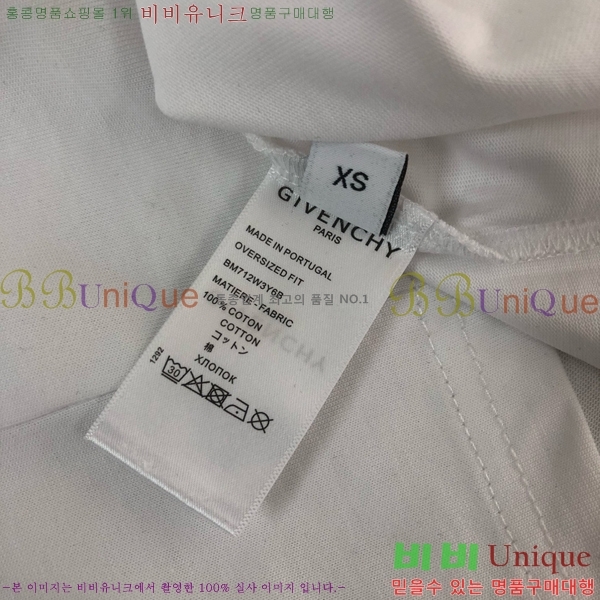 홍콩명품쇼핑몰 1위 비비유니크 명품구매대행
XS
GIVENCHY
PARIS
MADE IN PORTUGAL
OVERSIZED FIT
BM712W3Y6B
MATIERE: FABRIC
100% COTON
COTTON
コットン
棉
ХЛОПОК
1292
30
BBUniQue
최고의 품질 NO.1
BBUniQue
비비 Unique
믿을수 있는 명품구매대행
-본 이미지는 비비유니크에서 촬영한 100% 실사 이미지 입니다.-